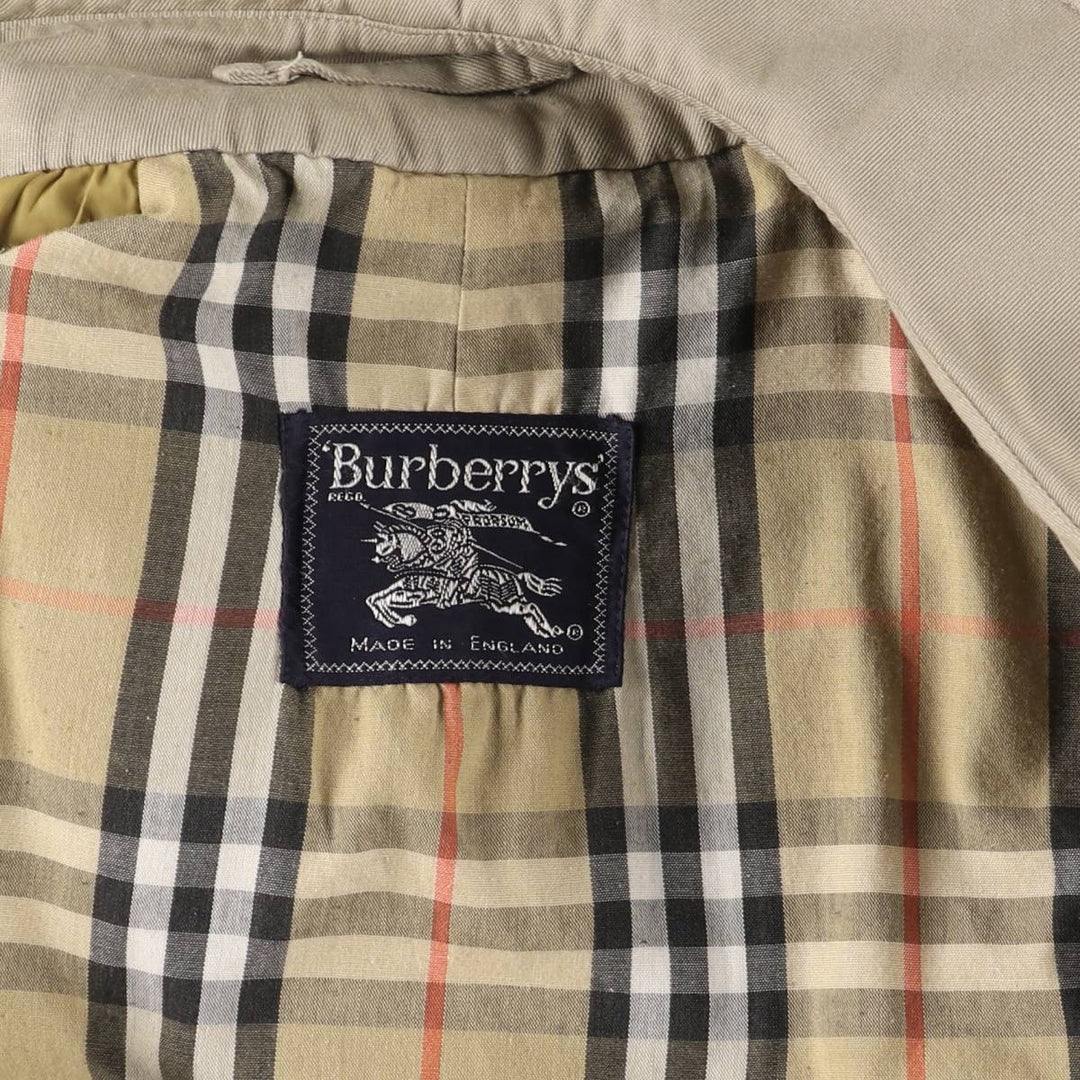 'Burberrys'
REGD.
®
PRORSUM
®
MADE IN ENGLAND